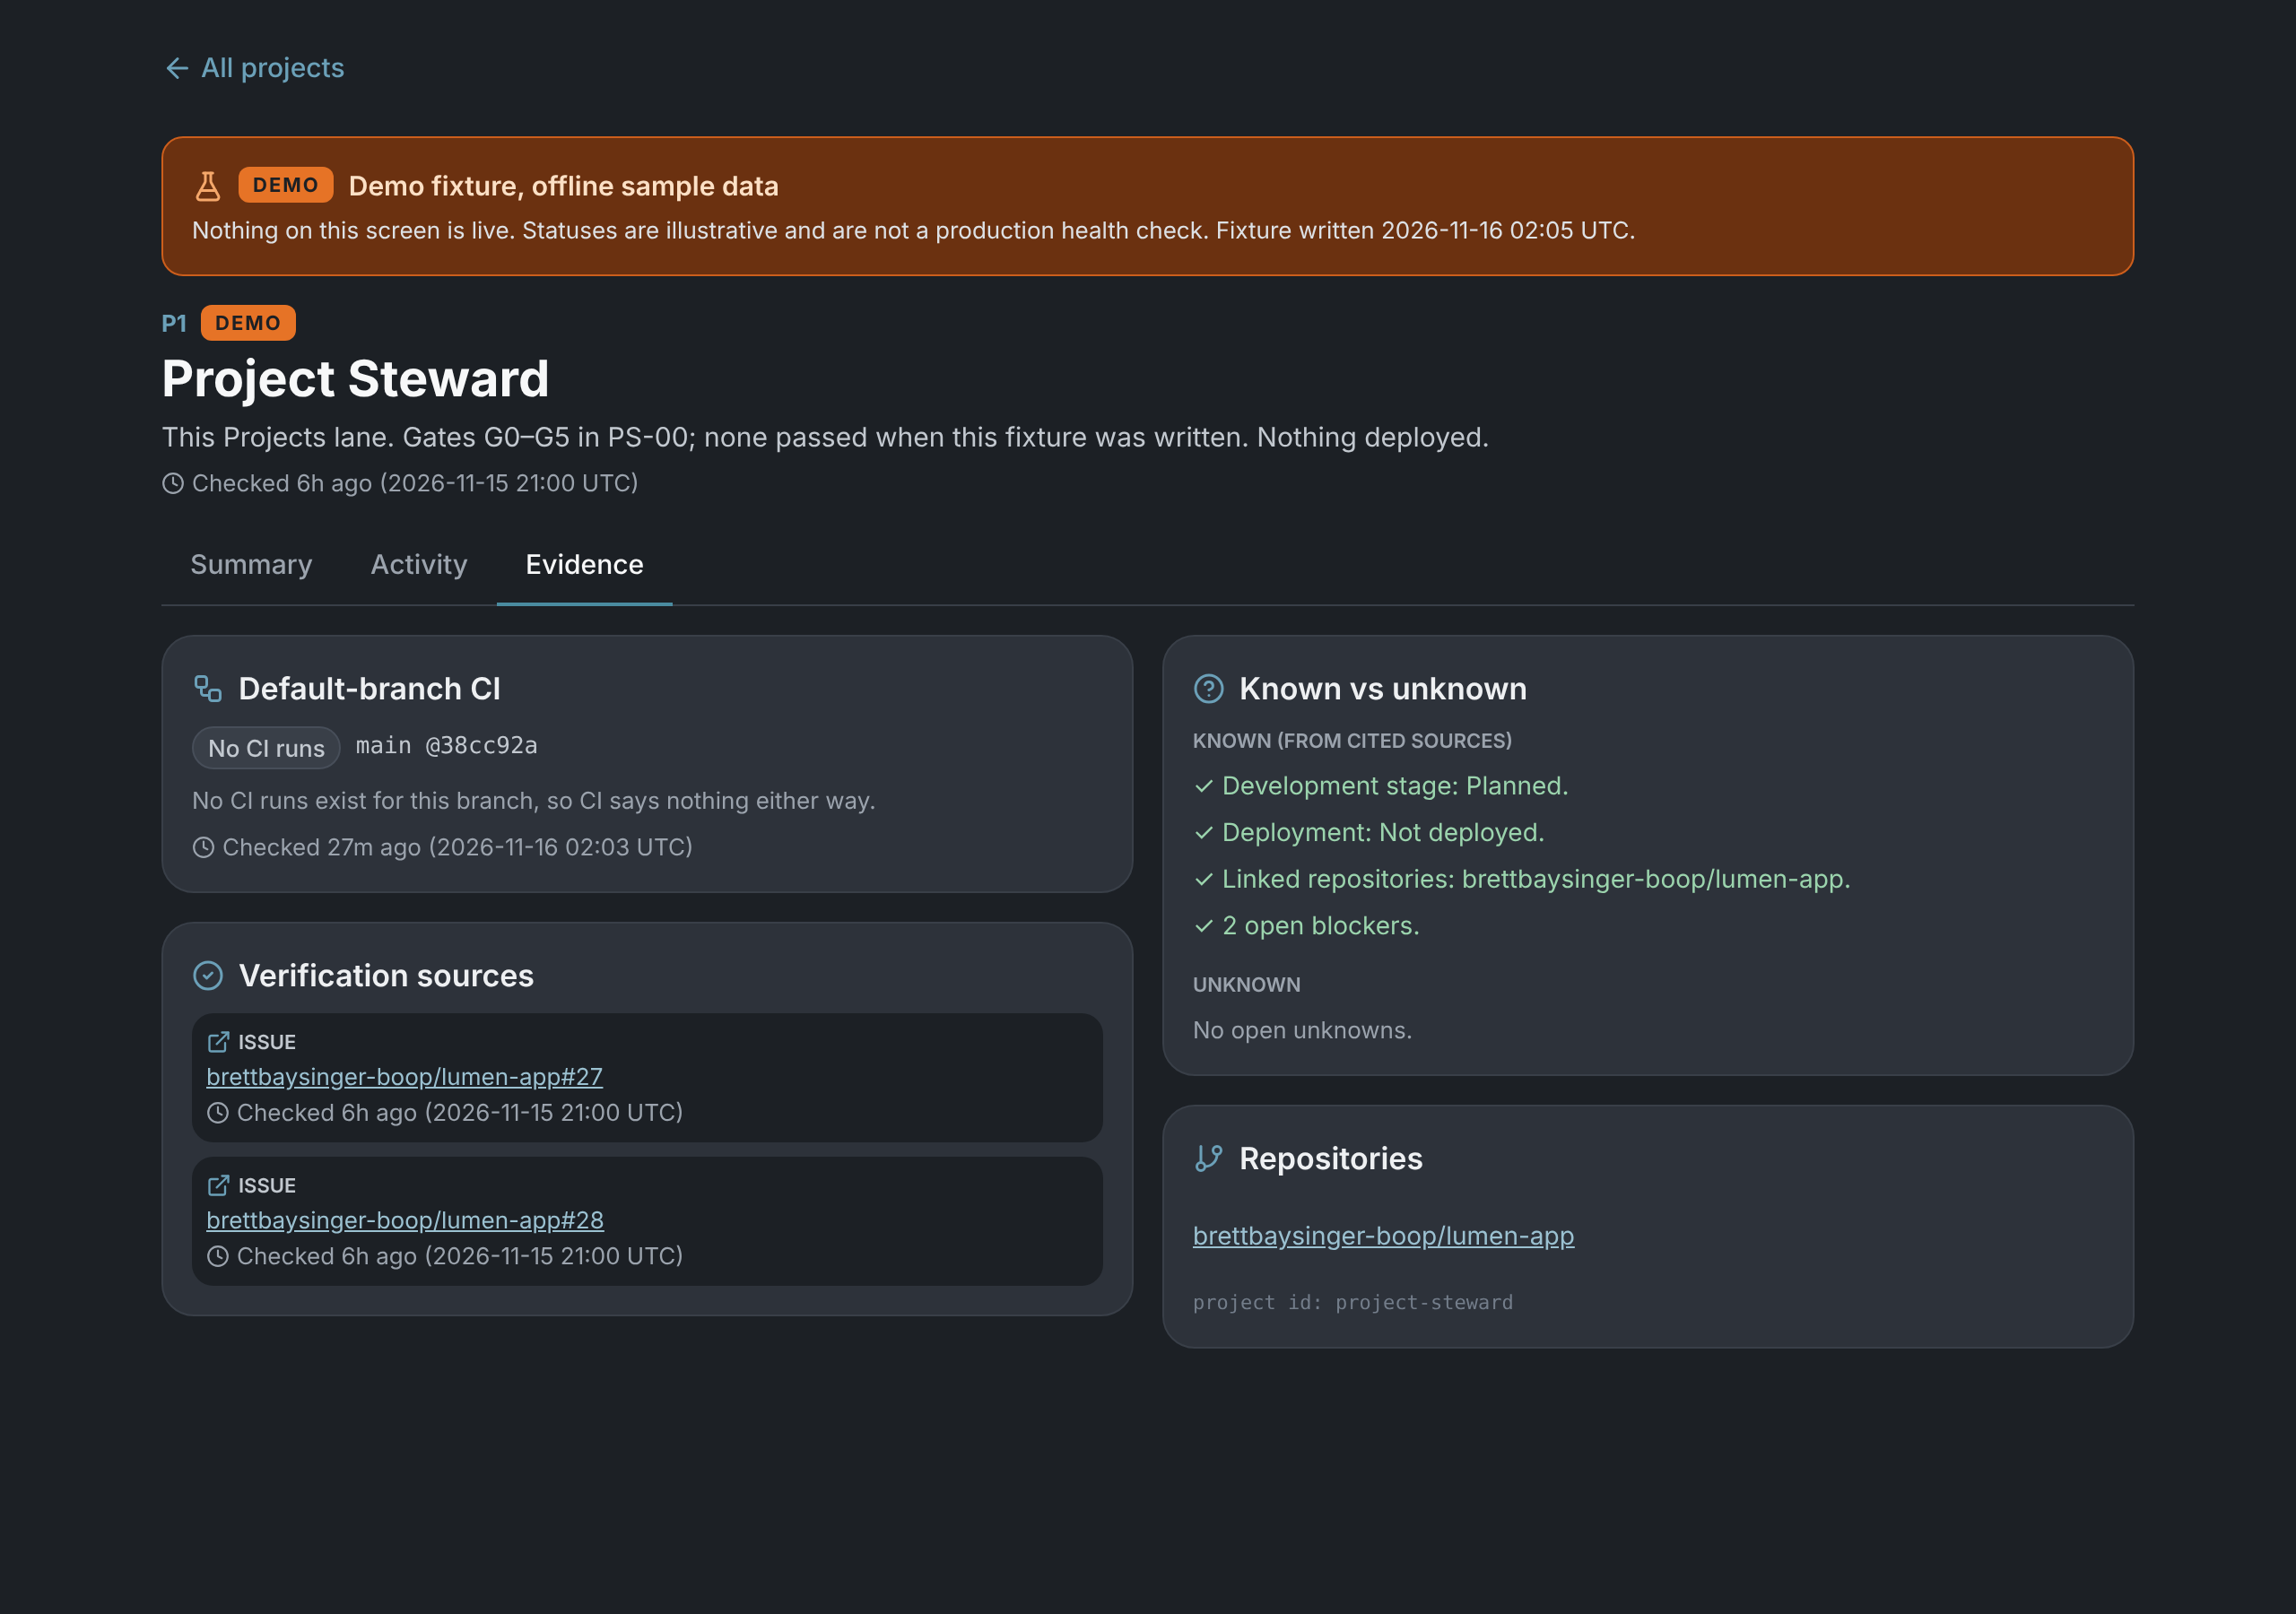 All projects
DEMO Demo fixture, offline sample data
Nothing on this screen is live. Statuses are illustrative and are not a production health check. Fixture written 2026-11-16 02:05 UTC.
P1 DEMO
Project Steward
This Projects lane. Gates G0–G5 in PS-00; none passed when this fixture was written. Nothing deployed.
Checked 6h ago (2026-11-15 21:00 UTC)
Summary Activity Evidence
Default-branch CI
No CI runs main @38cc92a
No CI runs exist for this branch, so CI says nothing either way.
Checked 27m ago (2026-11-16 02:03 UTC)
Verification sources
ISSUE
brettbaysinger-boop/lumen-app#27
Checked 6h ago (2026-11-15 21:00 UTC)
ISSUE
brettbaysinger-boop/lumen-app#28
Checked 6h ago (2026-11-15 21:00 UTC)
Known vs unknown
KNOWN (FROM CITED SOURCES)
Development stage: Planned.
Deployment: Not deployed.
Linked repositories: brettbaysinger-boop/lumen-app.
2 open blockers.
UNKNOWN
No open unknowns.
Repositories
brettbaysinger-boop/lumen-app
project id: project-steward